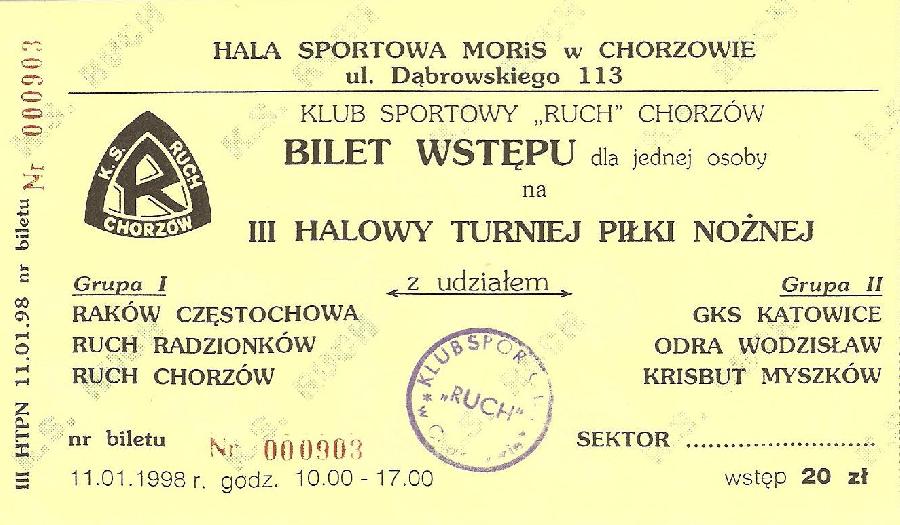 HALA SPORTOWA MORiS w CHORZOWIE
ul. Dąbrowskiego 113
KLUB SPORTOWY „RUCH” CHORZÓW
BILET WSTĘPU dla jednej osoby
na
III HALOWY TURNIEJ PIŁKI NOŻNEJ
K.S. RUCH
CHORZÓW
z udziałem
Grupa I
RAKÓW CZĘSTOCHOWA
RUCH RADZIONKÓW
RUCH CHORZÓW
Grupa II
GKS KATOWICE
ODRA WODZISŁAW
KRISBUT MYSZKÓW
KLUB
„RUCH”
w
nr biletu Nr 000903
SEKTOR ........................
11.01.1998 r. godz. 10.00 - 17.00
wstęp 20 zł
III HTPN 11.01.98 nr biletu Nr 000903
K.S. RUCH